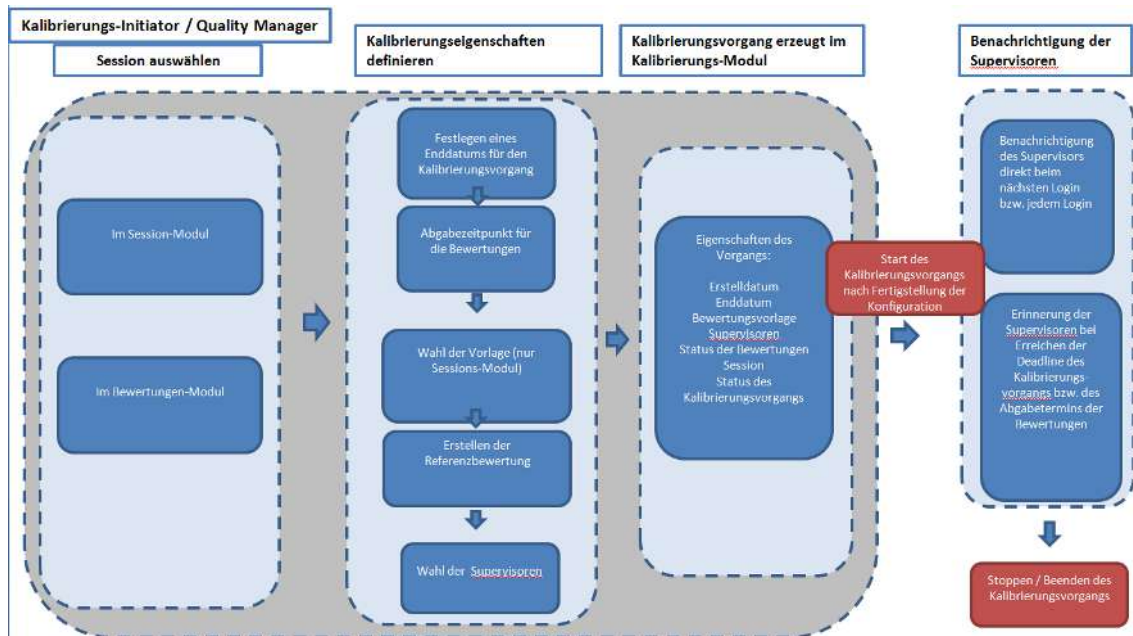 Kalibrierungs-Initiator / Quality Manager
Session auswählen
Kalibrierungseigenschaften
definieren
Kalibrierungsvorgang erzeugt im
Kalibrierungs-Modul
Benachrichtigung der
Supervisoren
Im Session-Modul
Im Bewertungen-Modul
Festlegen eines
Enddatums für den
Kalibrierungsvorgang
Abgabezeitpunkt für
die Bewertungen
Wahl der Vorlage (nur
Sessions-Modul)
Erstellen der
Referenzbewertung
Wahl der Supervisoren
Eigenschaften des
Vorgangs:
Erstelldatum
Enddatum
Bewertungsvorlage
Supervisoren
Status der Bewertungen
Session
Status des
Kalibrierungsvorgangs
Start des
Kalibrierungsvorgangs
nach Fertigstellung der
Konfiguration
Benachrichtigung
des Supervisors
direkt beim
nächsten Login
bzw. jedem Login
Erinnerung der
Supervisoren bei
Erreichen der
Deadline des
Kalibrierungs-
vorgangs bzw. des
Abgabetermins der
Bewertungen
Stoppen / Beenden des
Kalibrierungsvorgangs